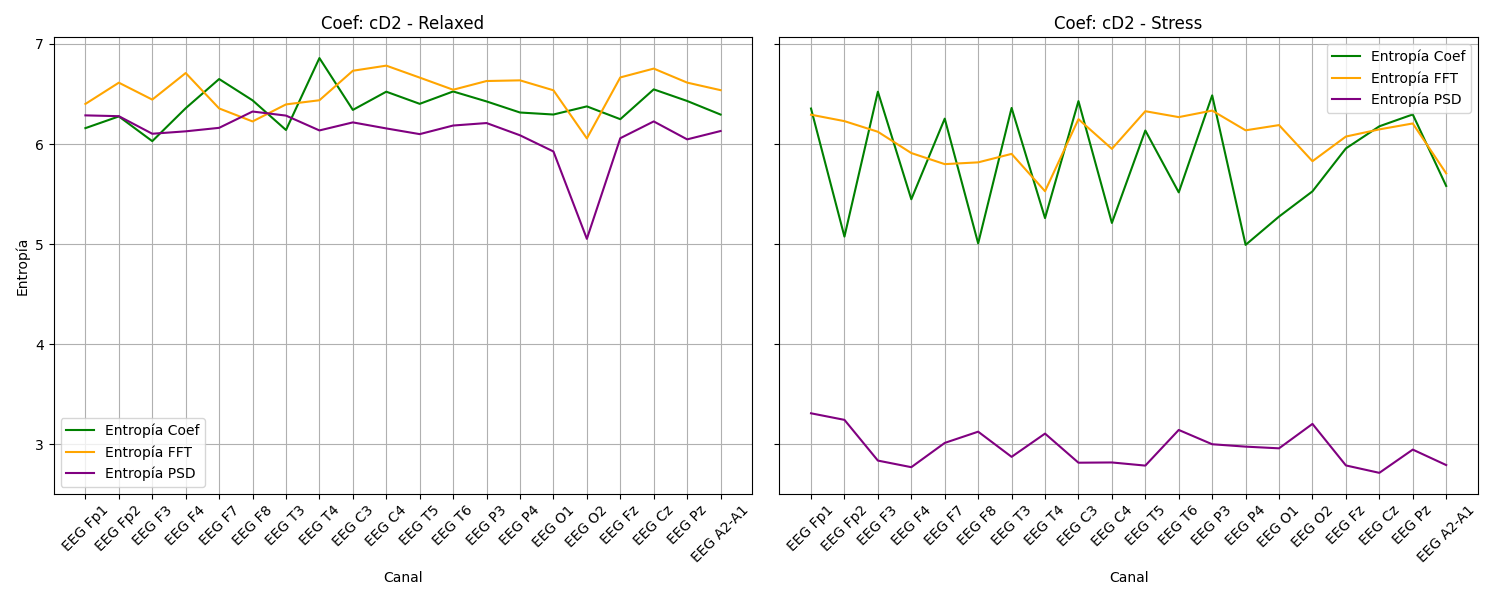 Coef: cD2 - Relaxed
Entropía
7
6
5
4
3
Entropía Coef
Entropía FFT
Entropía PSD
EEG Fp1
EEG Fp2
EEG F3
EEG F4
EEG F7
EEG F8
EEG T3
EEG T4
EEG C3
EEG C4
EEG T5
EEG T6
EEG P3
EEG P4
EEG O1
EEG O2
EEG Fz
EEG Cz
EEG Pz
EEG A2-A1
Canal
Coef: cD2 - Stress
Entropía Coef
Entropía FFT
Entropía PSD
EEG Fp1
EEG Fp2
EEG F3
EEG F4
EEG F7
EEG F8
EEG T3
EEG T4
EEG C3
EEG C4
EEG T5
EEG T6
EEG P3
EEG P4
EEG O1
EEG O2
EEG Fz
EEG Cz
EEG Pz
EEG A2-A1
Canal